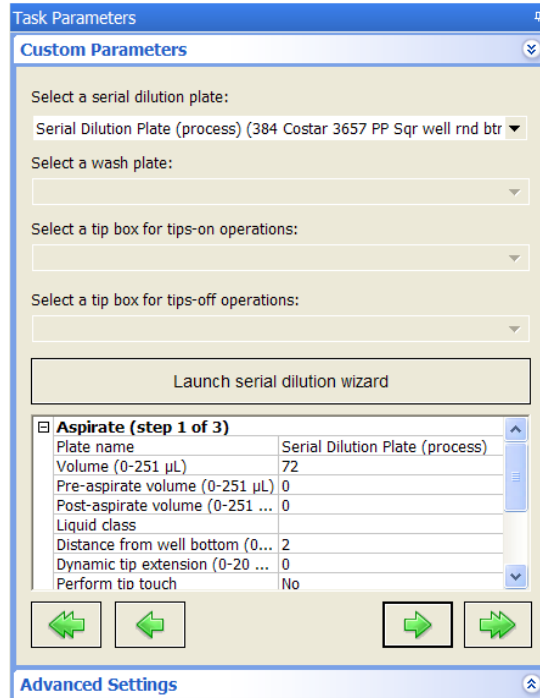 Task Parameters
Custom Parameters
Select a serial dilution plate:
Serial Dilution Plate (process) (384 Costar 3657 PP Sqr well rnd btr
Select a wash plate:
Select a tip box for tips-on operations:
Select a tip box for tips-off operations:
Launch serial dilution wizard
Aspirate (step 1 of 3)
Plate name Serial Dilution Plate (process)
Volume (0-251 µL) 72
Pre-aspirate volume (0-251 µL) 0
Post-aspirate volume (0-251 ... 0
Liquid class
Distance from well bottom (0... 2
Dynamic tip extension (0-20 ... 0
Perform tip touch No
Advanced Settings